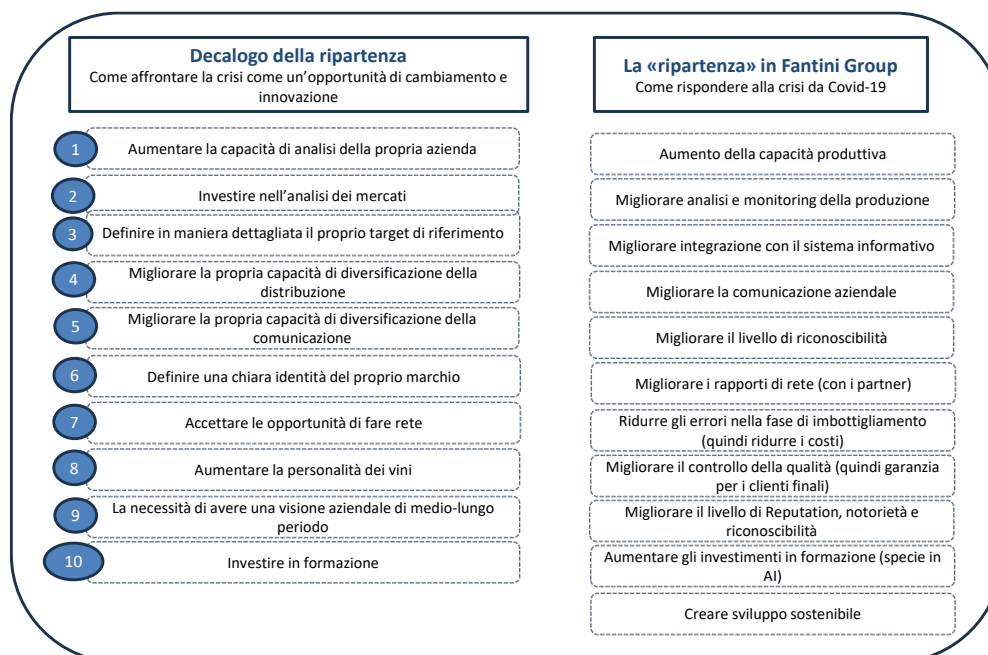 Decalogo della ripartenza
Come affrontare la crisi come un'opportunità di cambiamento e
innovazione
1
Aumentare la capacità di analisi della propria azienda
2
Investire nell'analisi dei mercati
3
Definire in maniera dettagliata il proprio target di riferimento
4
Migliorare la propria capacità di diversificazione della
distribuzione
5
Migliorare la propria capacità di diversificazione della
comunicazione
6
Definire una chiara identità del proprio marchio
7
Accettare le opportunità di fare rete
8
Aumentare la personalità dei vini
9
La necessità di avere una visione aziendale di medio-lungo
periodo
10
Investire in formazione
La «ripartenza» in Fantini Group
Come rispondere alla crisi da Covid-19
Aumento della capacità produttiva
Migliorare analisi e monitoring della produzione
Migliorare integrazione con il sistema informativo
Migliorare la comunicazione aziendale
Migliorare il livello di riconoscibilità
Migliorare i rapporti di rete (con i partner)
Ridurre gli errori nella fase di imbottigliamento
(quindi ridurre i costi)
Migliorare il controllo della qualità (quindi garanzia
per i clienti finali)
Migliorare il livello di Reputation, notorietà e
riconoscibilità
Aumentare gli investimenti in formazione (specie in
AI)
Creare sviluppo sostenibile